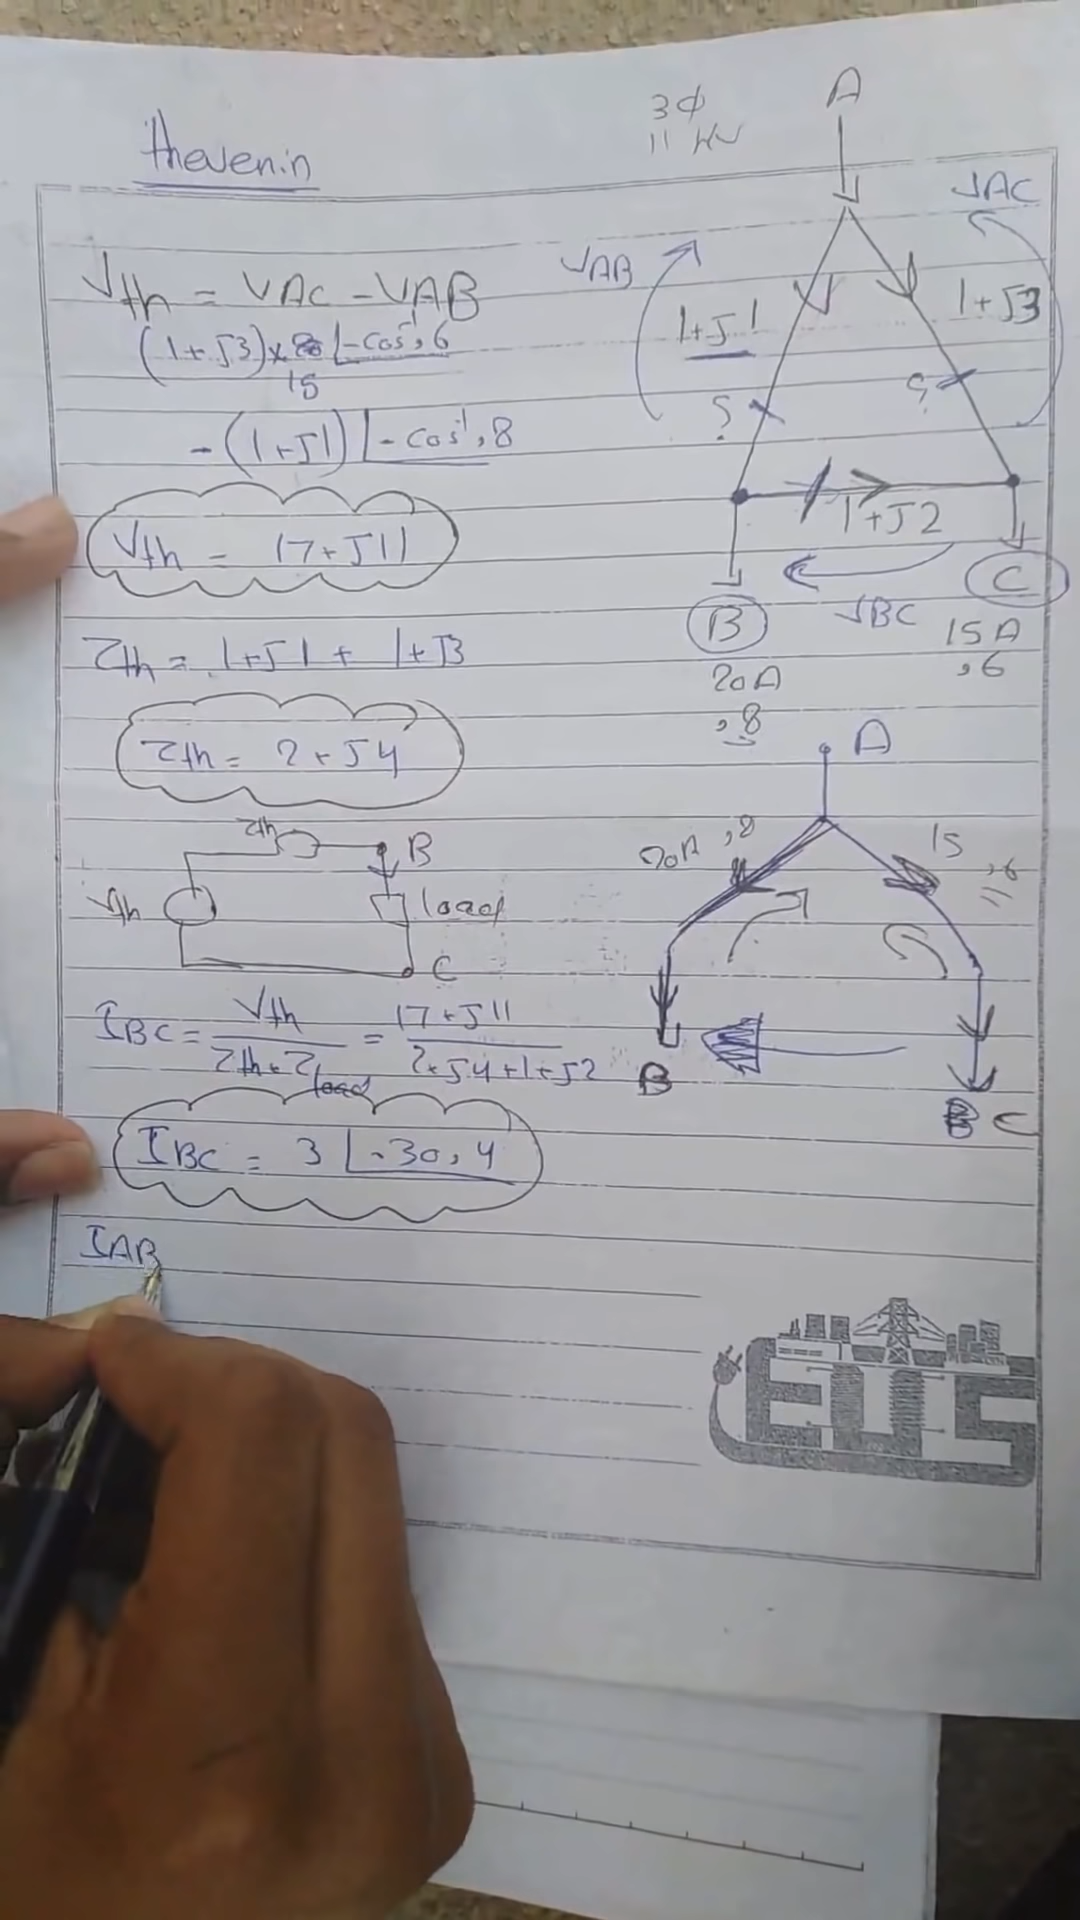 thevenin
Vth = VAC - VAB
(1+J3)×20 ∠-cos⁻¹,6
15
-(1+J1) ∠-cos⁻¹,8
Vth = 17+J11
Zth = 1+J1 + 1+J3
Zth = 2+J4
Zth
B
Vth
load
C
IBC = Vth / Zth+Zload = 17+J11 / 2+J4+1+J2
IBC = 3 ∠-30,4
IAB
3Φ
11 KV
A
VAC
VAB
1+J1
1+J3
?
?
1+J2
B
VBC
C
20A
,8
15A
,6
A
20A ,8
15
,6
B
C
EUS